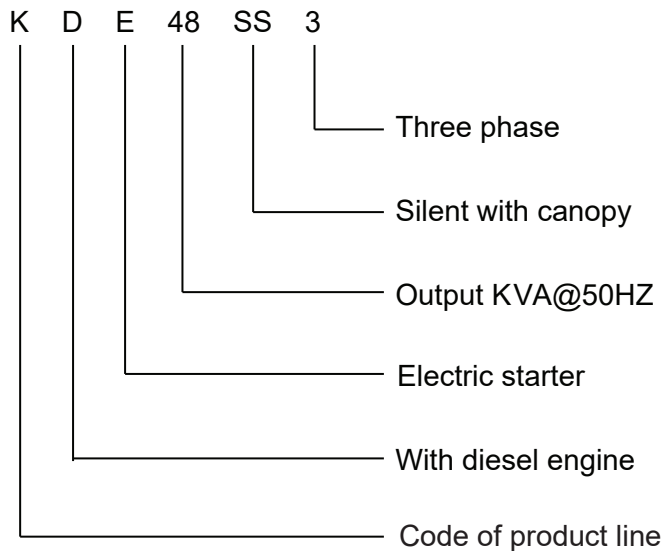 K D E 48 SS 3
Three phase
Silent with canopy
Output KVA@50HZ
Electric starter
With diesel engine
Code of product line